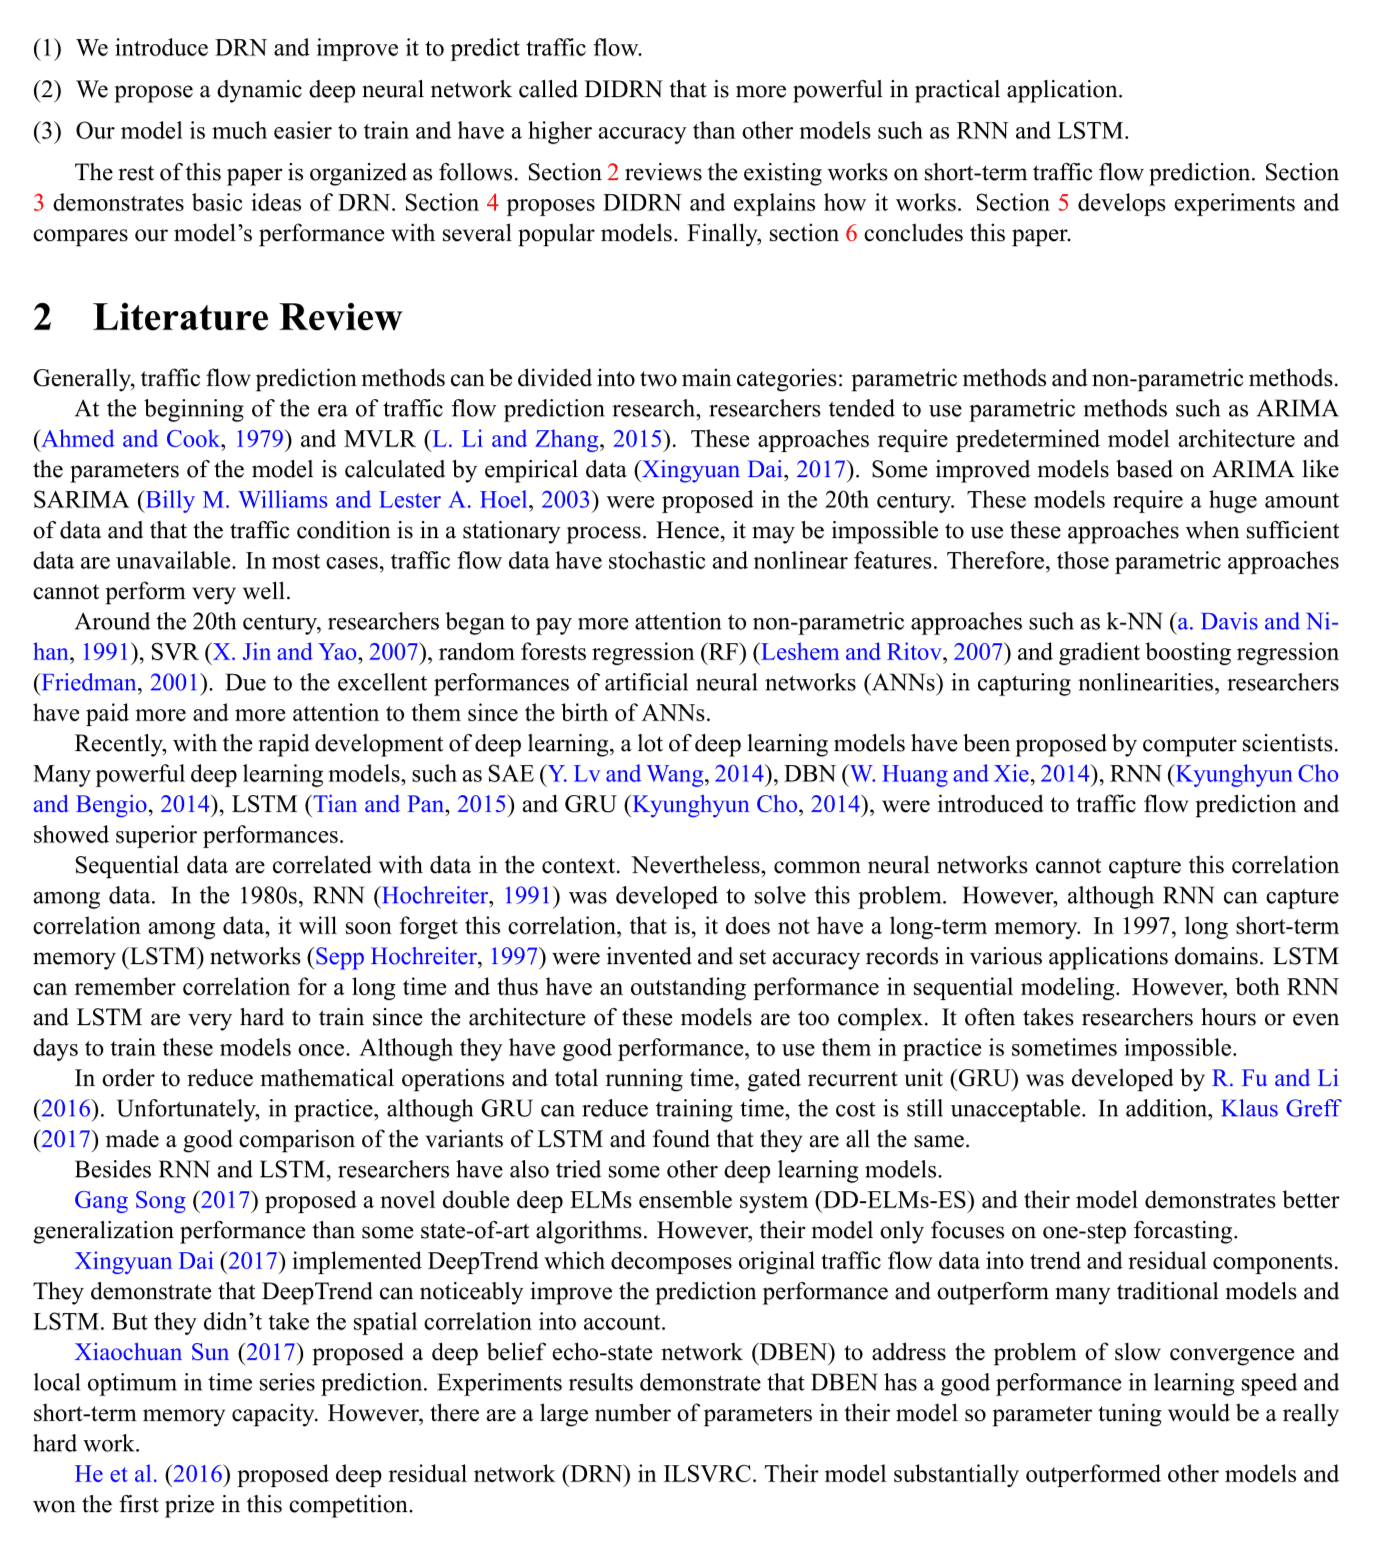 (1) We introduce DRN and improve it to predict traffic flow.
(2) We propose a dynamic deep neural network called DIDRN that is more powerful in practical application.
(3) Our model is much easier to train and have a higher accuracy than other models such as RNN and LSTM.
The rest of this paper is organized as follows. Section 2 reviews the existing works on short-term traffic flow prediction. Section
3 demonstrates basic ideas of DRN. Section 4 proposes DIDRN and explains how it works. Section 5 develops experiments and
compares our model's performance with several popular models. Finally, section 6 concludes this paper.
2 Literature Review
Generally, traffic flow prediction methods can be divided into two main categories: parametric methods and non-parametric methods.
At the beginning of the era of traffic flow prediction research, researchers tended to use parametric methods such as ARIMA
(Ahmed and Cook, 1979) and MVLR (L. Li and Zhang, 2015). These approaches require predetermined model architecture and
the parameters of the model is calculated by empirical data (Xingyuan Dai, 2017). Some improved models based on ARIMA like
SARIMA (Billy M. Williams and Lester A. Hoel, 2003) were proposed in the 20th century. These models require a huge amount
of data and that the traffic condition is in a stationary process. Hence, it may be impossible to use these approaches when sufficient
data are unavailable. In most cases, traffic flow data have stochastic and nonlinear features. Therefore, those parametric approaches
cannot perform very well.
Around the 20th century, researchers began to pay more attention to non-parametric approaches such as k-NN (a. Davis and Ni-
han, 1991), SVR (X. Jin and Yao, 2007), random forests regression (RF) (Leshem and Ritov, 2007) and gradient boosting regression
(Friedman, 2001). Due to the excellent performances of artificial neural networks (ANNs) in capturing nonlinearities, researchers
have paid more and more attention to them since the birth of ANNs.
Recently, with the rapid development of deep learning, a lot of deep learning models have been proposed by computer scientists.
Many powerful deep learning models, such as SAE (Y. Lv and Wang, 2014), DBN (W. Huang and Xie, 2014), RNN (Kyunghyun Cho
and Bengio, 2014), LSTM (Tian and Pan, 2015) and GRU (Kyunghyun Cho, 2014), were introduced to traffic flow prediction and
showed superior performances.
Sequential data are correlated with data in the context. Nevertheless, common neural networks cannot capture this correlation
among data. In the 1980s, RNN (Hochreiter, 1991) was developed to solve this problem. However, although RNN can capture
correlation among data, it will soon forget this correlation, that is, it does not have a long-term memory. In 1997, long short-term
memory (LSTM) networks (Sepp Hochreiter, 1997) were invented and set accuracy records in various applications domains. LSTM
can remember correlation for a long time and thus have an outstanding performance in sequential modeling. However, both RNN
and LSTM are very hard to train since the architecture of these models are too complex. It often takes researchers hours or even
days to train these models once. Although they have good performance, to use them in practice is sometimes impossible.
In order to reduce mathematical operations and total running time, gated recurrent unit (GRU) was developed by R. Fu and Li
(2016). Unfortunately, in practice, although GRU can reduce training time, the cost is still unacceptable. In addition, Klaus Greff
(2017) made a good comparison of the variants of LSTM and found that they are all the same.
Besides RNN and LSTM, researchers have also tried some other deep learning models.
Gang Song (2017) proposed a novel double deep ELMs ensemble system (DD-ELMs-ES) and their model demonstrates better
generalization performance than some state-of-art algorithms. However, their model only focuses on one-step forcasting.
Xingyuan Dai (2017) implemented DeepTrend which decomposes original traffic flow data into trend and residual components.
They demonstrate that DeepTrend can noticeably improve the prediction performance and outperform many traditional models and
LSTM. But they didn't take the spatial correlation into account.
Xiaochuan Sun (2017) proposed a deep belief echo-state network (DBEN) to address the problem of slow convergence and
local optimum in time series prediction. Experiments results demonstrate that DBEN has a good performance in learning speed and
short-term memory capacity. However, there are a large number of parameters in their model so parameter tuning would be a really
hard work.
He et al. (2016) proposed deep residual network (DRN) in ILSVRC. Their model substantially outperformed other models and
won the first prize in this competition.